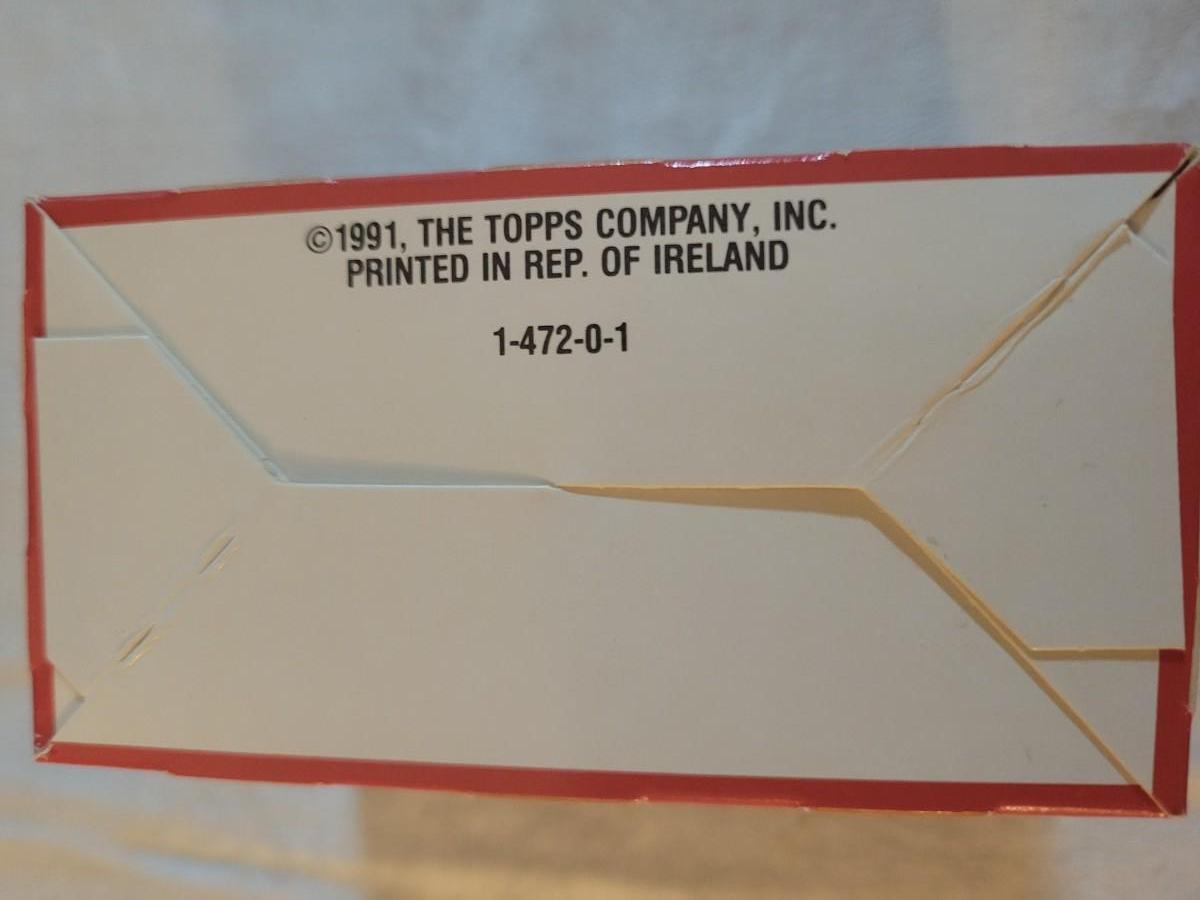 ©1991, THE TOPPS COMPANY, INC.
PRINTED IN REP. OF IRELAND
1-472-0-1